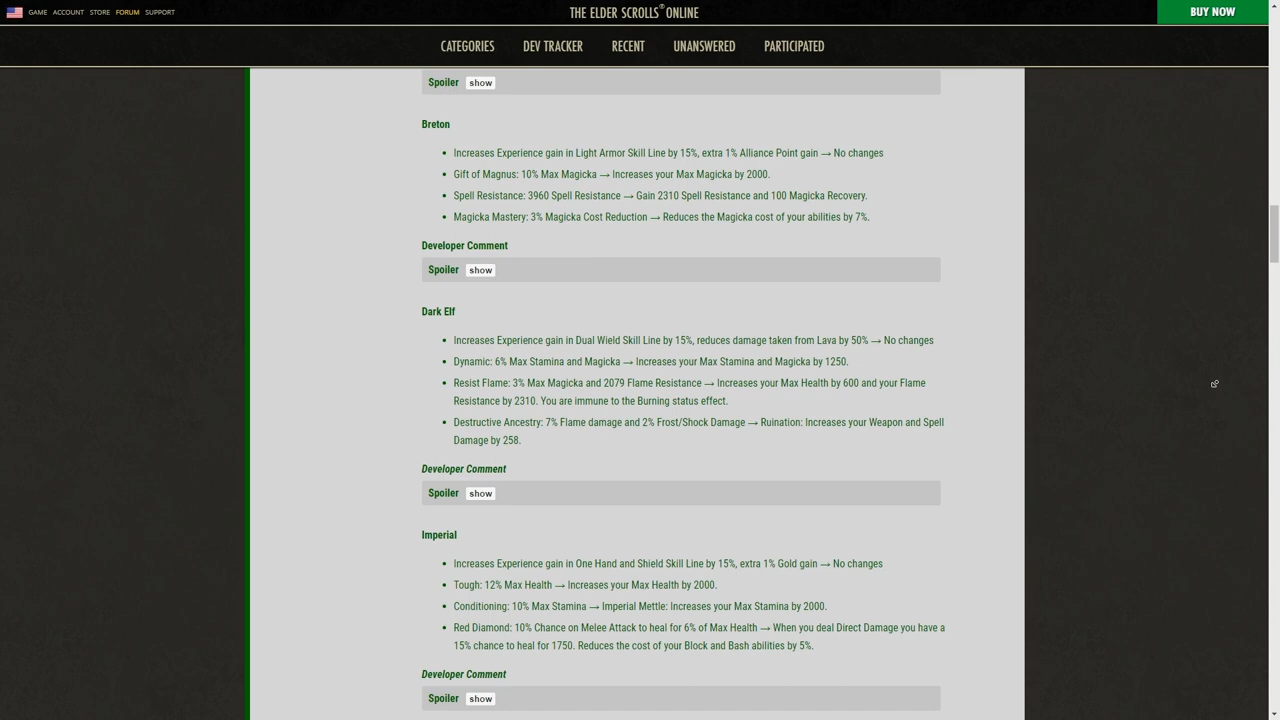 GAME ACCOUNT STORE FORUM SUPPORT
THE ELDER SCROLLS® ONLINE
BUY NOW
CATEGORIES DEV TRACKER RECENT UNANSWERED PARTICIPATED
Spoiler show
Breton
• Increases Experience gain in Light Armor Skill Line by 15%, extra 1% Alliance Point gain → No changes
• Gift of Magnus: 10% Max Magicka → Increases your Max Magicka by 2000.
• Spell Resistance: 3960 Spell Resistance → Gain 2310 Spell Resistance and 100 Magicka Recovery.
• Magicka Mastery: 3% Magicka Cost Reduction → Reduces the Magicka cost of your abilities by 7%.
Developer Comment
Spoiler show
Dark Elf
• Increases Experience gain in Dual Wield Skill Line by 15%, reduces damage taken from Lava by 50% → No changes
• Dynamic: 6% Max Stamina and Magicka → Increases your Max Stamina and Magicka by 1250.
• Resist Flame: 3% Max Magicka and 2079 Flame Resistance → Increases your Max Health by 600 and your Flame
Resistance by 2310. You are immune to the Burning status effect.
• Destructive Ancestry: 7% Flame damage and 2% Frost/Shock Damage → Ruination: Increases your Weapon and Spell
Damage by 258.
Developer Comment
Spoiler show
Imperial
• Increases Experience gain in One Hand and Shield Skill Line by 15%, extra 1% Gold gain → No changes
• Tough: 12% Max Health → Increases your Max Health by 2000.
• Conditioning: 10% Max Stamina → Imperial Mettle: Increases your Max Stamina by 2000.
• Red Diamond: 10% Chance on Melee Attack to heal for 6% of Max Health → When you deal Direct Damage you have a
15% chance to heal for 1750. Reduces the cost of your Block and Bash abilities by 5%.
Developer Comment
Spoiler show